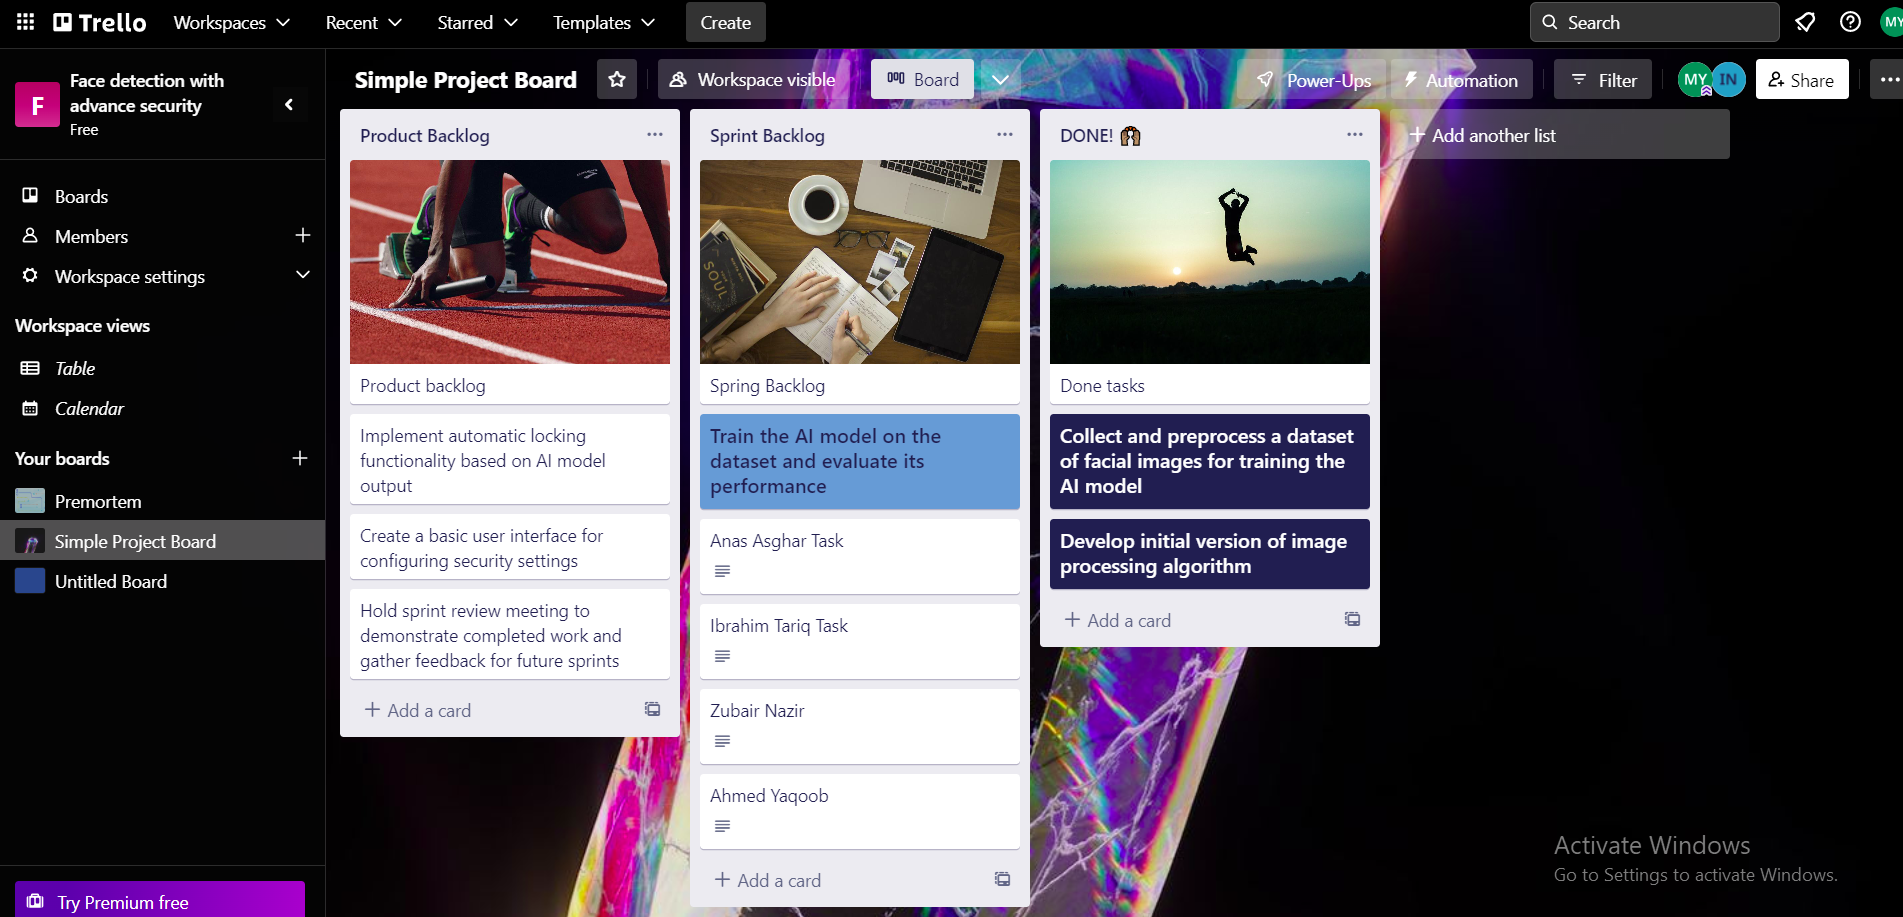 Trello
Workspaces
Recent
Starred
Templates
Create
Search
MY
F
Face detection with
advance security
Free
Simple Project Board
Workspace visible
Board
Power-Ups
Automation
Filter
MY
IN
Share
Boards
Members
Workspace settings
Workspace views
Table
Calendar
Your boards
Premortem
Simple Project Board
Untitled Board
Try Premium free
Product Backlog
Product backlog
Implement automatic locking
functionality based on AI model
output
Create a basic user interface for
configuring security settings
Hold sprint review meeting to
demonstrate completed work and
gather feedback for future sprints
Add a card
Sprint Backlog
SOUL
Spring Backlog
Train the AI model on the
dataset and evaluate its
performance
Anas Asghar Task
Ibrahim Tariq Task
Zubair Nazir
Ahmed Yaqoob
Add a card
DONE! 🙌🏽
Done tasks
Collect and preprocess a dataset
of facial images for training the
AI model
Develop initial version of image
processing algorithm
Add a card
Add another list
Activate Windows
Go to Settings to activate Windows.